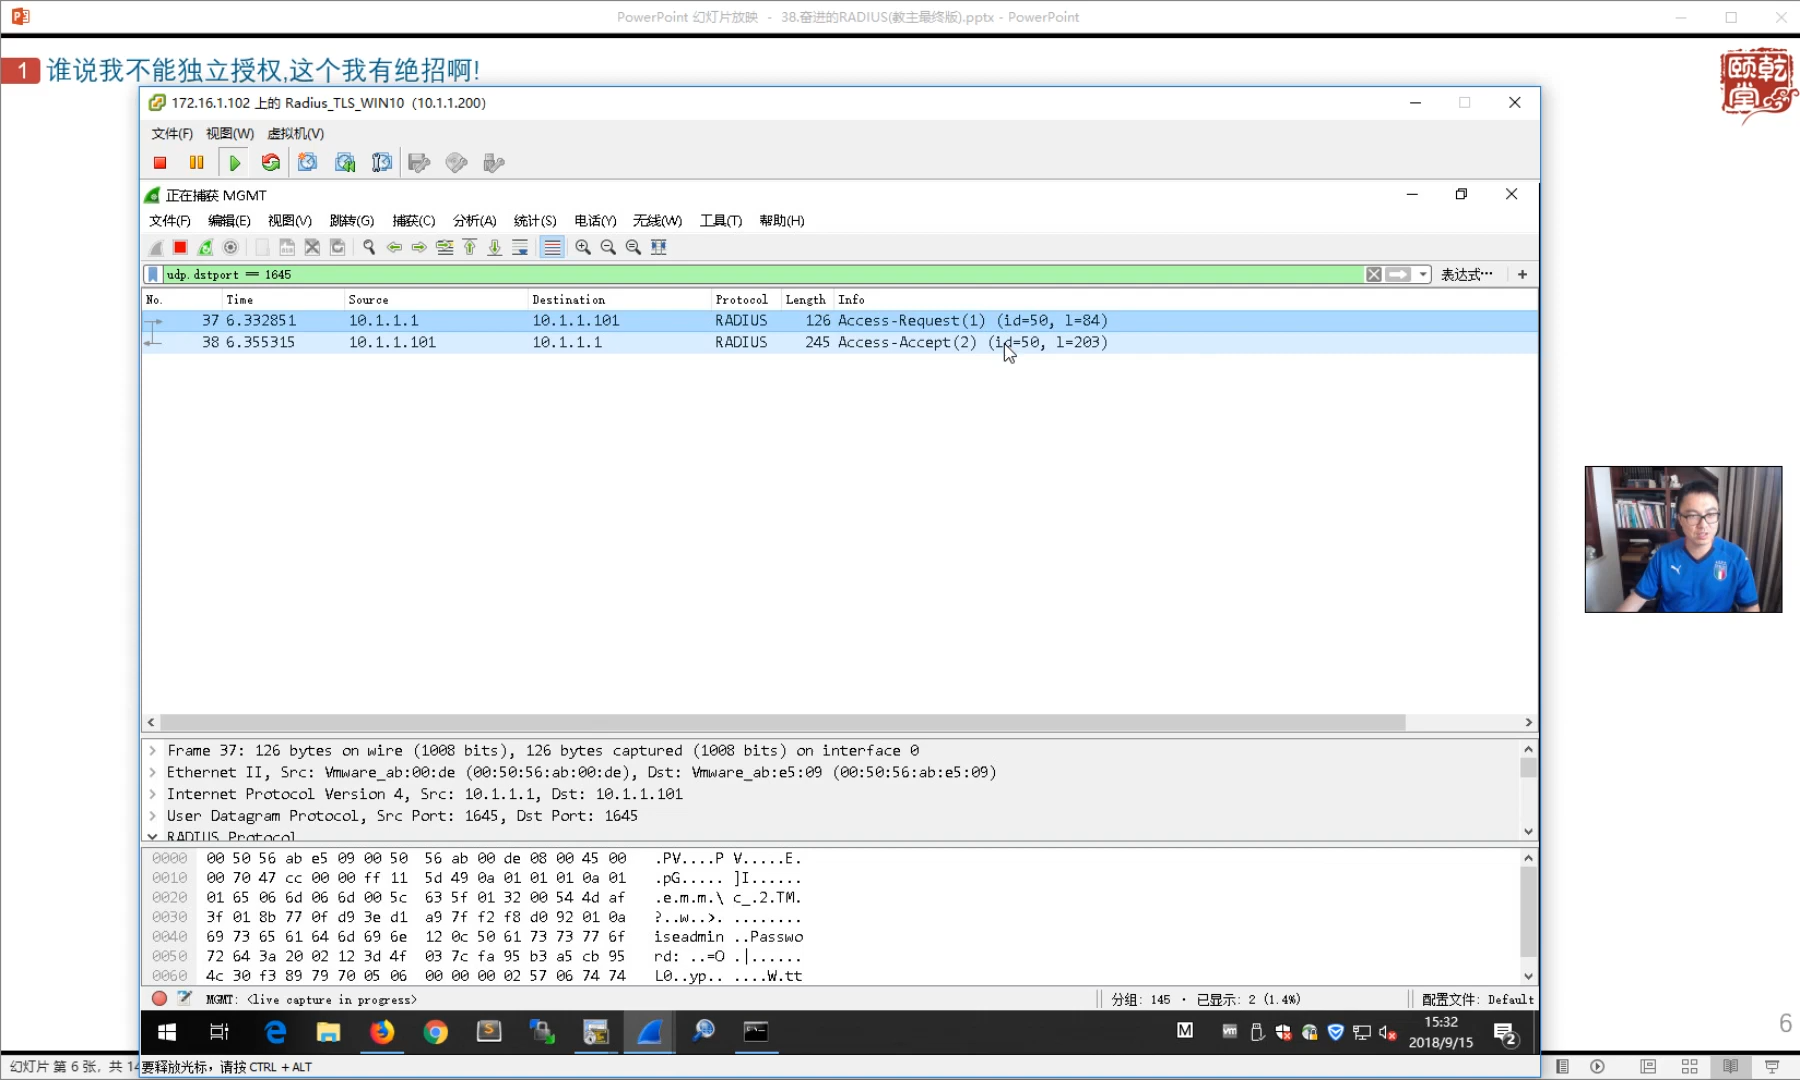 PowerPoint 幻灯片放映 - 38.奋进的RADIUS(教主最终版).pptx - PowerPoint
1 谁说我不能独立授权,这个我有绝招啊!
颐乾堂
172.16.1.102 上的 Radius_TLS_WIN10 (10.1.1.200)
文件(F) 视图(W) 虚拟机(V)
正在捕获 MGMT
文件(F) 编辑(E) 视图(V) 跳转(G) 捕获(C) 分析(A) 统计(S) 电话(Y) 无线(W) 工具(T) 帮助(H)
udp.dstport == 1645 表达式… +
No. Time Source Destination Protocol Length Info
37 6.332851 10.1.1.1 10.1.1.101 RADIUS 126 Access-Request(1) (id=50, l=84)
38 6.355315 10.1.1.101 10.1.1.1 RADIUS 245 Access-Accept(2) (id=50, l=203)
Frame 37: 126 bytes on wire (1008 bits), 126 bytes captured (1008 bits) on interface 0
Ethernet II, Src: Vmware_ab:00:de (00:50:56:ab:00:de), Dst: Vmware_ab:e5:09 (00:50:56:ab:e5:09)
Internet Protocol Version 4, Src: 10.1.1.1, Dst: 10.1.1.101
User Datagram Protocol, Src Port: 1645, Dst Port: 1645
RADIUS Protocol
0000 00 50 56 ab e5 09 00 50 56 ab 00 de 08 00 45 00 .PV....P V.....E.
0010 00 70 47 cc 00 00 ff 11 5d 49 0a 01 01 01 0a 01 .pG..... ]I......
0020 01 65 06 6d 06 6d 00 5c 63 5f 01 32 00 54 4d af .e.m.m.\ c_.2.TM.
0030 3f 01 8b 77 0f d9 3e d1 a9 7f f2 f8 d0 92 01 0a ?..w..>. ........
0040 69 73 65 61 64 6d 69 6e 12 0c 50 61 73 73 77 6f iseadmin ..Passwo
0050 72 64 3a 20 02 12 3d 4f 03 7c fa 95 b3 a5 cb 95 rd: ..=O .|......
0060 4c 30 f3 89 79 70 05 06 00 00 00 02 57 06 74 74 L0..yp.. ....W.tt
MGMT: <live capture in progress> 分组: 145 · 已显示: 2 (1.4%) 配置文件: Default
15:32
2018/9/15
2
6
幻灯片 第 6 张, 共 14
要释放光标, 请按 CTRL + ALT